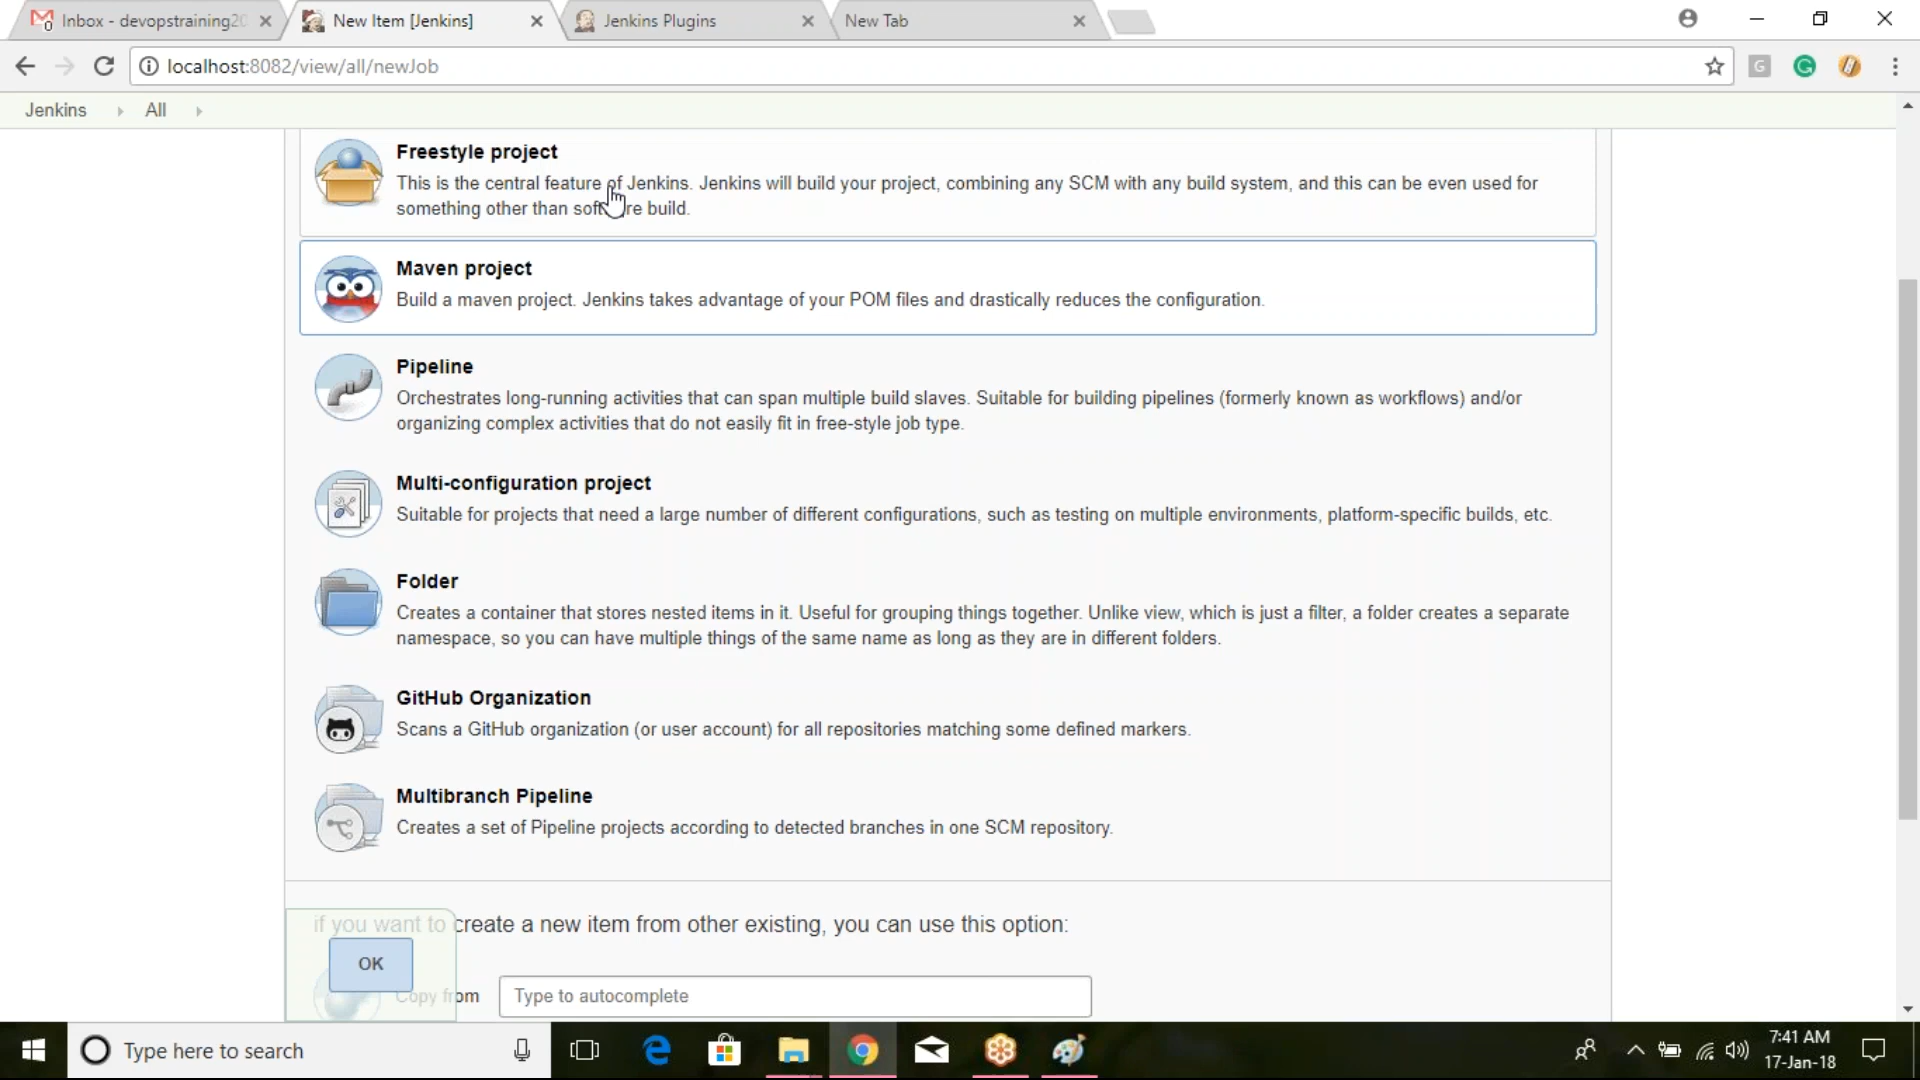 Inbox - devopstraining20
New Item [Jenkins]
Jenkins Plugins
New Tab
localhost:8082/view/all/newJob
Jenkins
All
Freestyle project
This is the central feature of Jenkins. Jenkins will build your project, combining any SCM with any build system, and this can be even used for
something other than software build.
Maven project
Build a maven project. Jenkins takes advantage of your POM files and drastically reduces the configuration.
Pipeline
Orchestrates long-running activities that can span multiple build slaves. Suitable for building pipelines (formerly known as workflows) and/or
organizing complex activities that do not easily fit in free-style job type.
Multi-configuration project
Suitable for projects that need a large number of different configurations, such as testing on multiple environments, platform-specific builds, etc.
Folder
Creates a container that stores nested items in it. Useful for grouping things together. Unlike view, which is just a filter, a folder creates a separate
namespace, so you can have multiple things of the same name as long as they are in different folders.
GitHub Organization
Scans a GitHub organization (or user account) for all repositories matching some defined markers.
Multibranch Pipeline
Creates a set of Pipeline projects according to detected branches in one SCM repository.
if you want to create a new item from other existing, you can use this option:
OK
Copy from
Type to autocomplete
Type here to search
7:41 AM
17-Jan-18